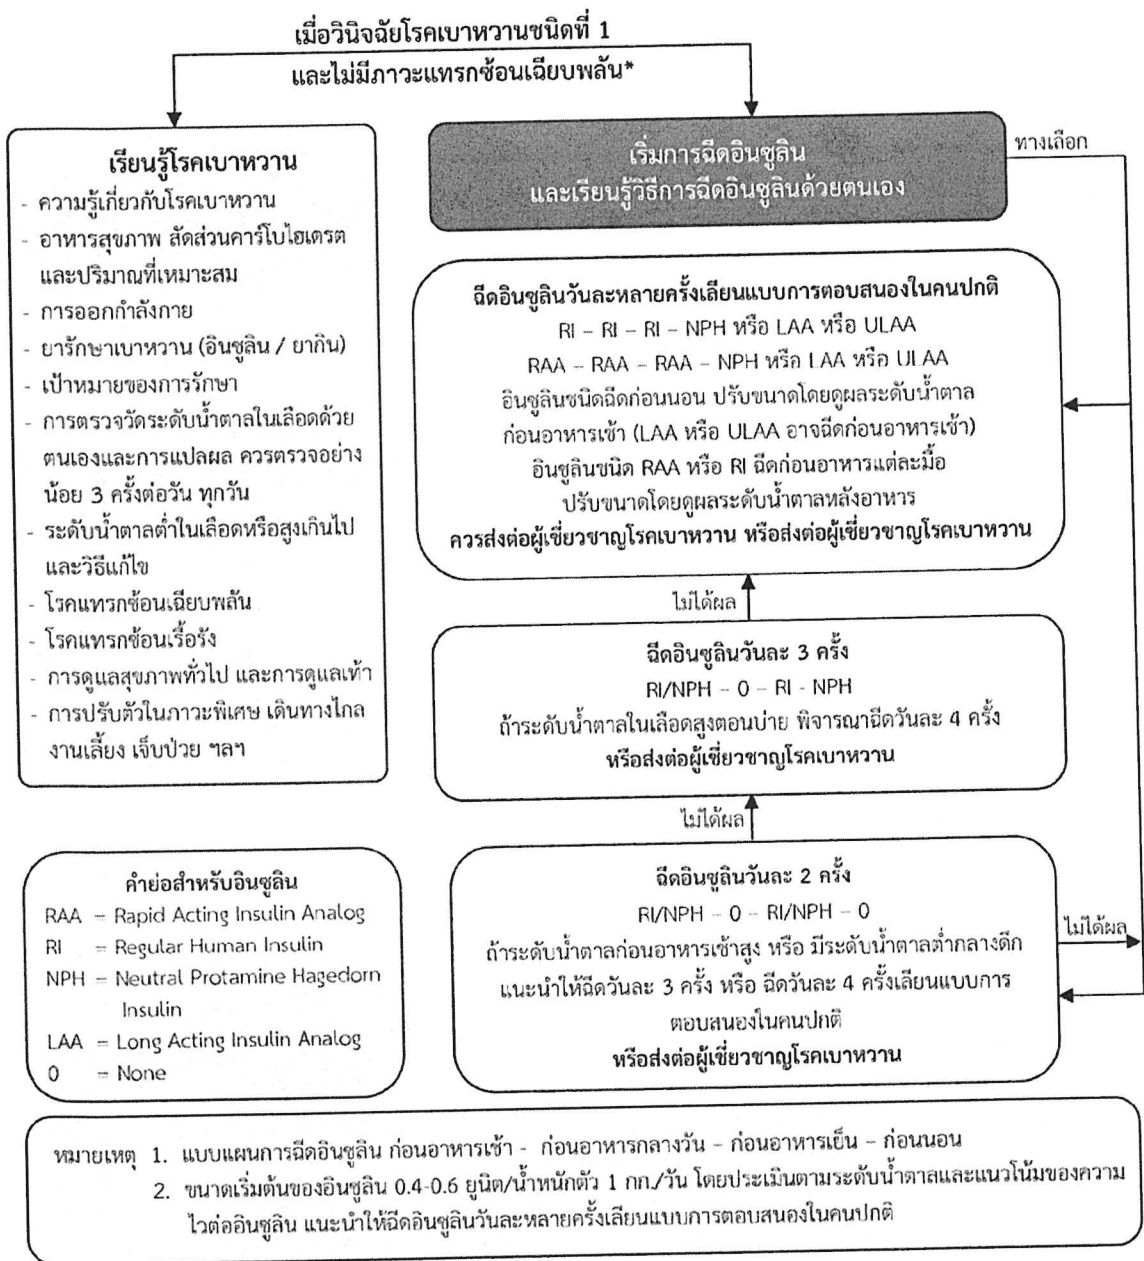 เมื่อวินิจฉัยโรคเบาหวานชนิดที่ 1
และไม่มีภาวะแทรกซ้อนเฉียบพลัน*
เรียนรู้โรคเบาหวาน
- ความรู้เกี่ยวกับโรคเบาหวาน
- อาหารสุขภาพ สัดส่วนคาร์โบไฮเดรต
และปริมาณที่เหมาะสม
- การออกกำลังกาย
- ยารักษาเบาหวาน (อินซูลิน / ยากิน)
- เป้าหมายของการรักษา
- การตรวจวัดระดับน้ำตาลในเลือดด้วย
ตนเองและการแปลผล ควรตรวจอย่าง
น้อย 3 ครั้งต่อวัน ทุกวัน
- ระดับน้ำตาลต่ำในเลือดหรือสูงเกินไป
และวิธีแก้ไข
- โรคแทรกซ้อนเฉียบพลัน
- โรคแทรกซ้อนเรื้อรัง
- การดูแลสุขภาพทั่วไป และการดูแลเท้า
- การปรับตัวในภาวะพิเศษ เดินทางไกล
งานเลี้ยง เจ็บป่วย ฯลฯ
เริ่มการฉีดอินซูลิน
และเรียนรู้วิธีการฉีดอินซูลินด้วยตนเอง
ทางเลือก
ฉีดอินซูลินวันละหลายครั้งเลียนแบบการตอบสนองในคนปกติ
RI – RI – RI – NPH หรือ LAA หรือ ULAA
RAA – RAA – RAA – NPH หรือ LAA หรือ ULAA
อินซูลินชนิดฉีดก่อนนอน ปรับขนาดโดยดูผลระดับน้ำตาล
ก่อนอาหารเช้า (LAA หรือ ULAA อาจฉีดก่อนอาหารเช้า)
อินซูลินชนิด RAA หรือ RI ฉีดก่อนอาหารแต่ละมื้อ
ปรับขนาดโดยดูผลระดับน้ำตาลหลังอาหาร
ควรส่งต่อผู้เชี่ยวชาญโรคเบาหวาน หรือส่งต่อผู้เชี่ยวชาญโรคเบาหวาน
ไม่ได้ผล
ฉีดอินซูลินวันละ 3 ครั้ง
RI/NPH – 0 – RI - NPH
ถ้าระดับน้ำตาลในเลือดสูงตอนบ่าย พิจารณาฉีดวันละ 4 ครั้ง
หรือส่งต่อผู้เชี่ยวชาญโรคเบาหวาน
ไม่ได้ผล
ฉีดอินซูลินวันละ 2 ครั้ง
RI/NPH – 0 – RI/NPH – 0
ถ้าระดับน้ำตาลก่อนอาหารเช้าสูง หรือ มีระดับน้ำตาลต่ำกลางดึก
แนะนำให้ฉีดวันละ 3 ครั้ง หรือ ฉีดวันละ 4 ครั้งเลียนแบบการ
ตอบสนองในคนปกติ
หรือส่งต่อผู้เชี่ยวชาญโรคเบาหวาน
ไม่ได้ผล
คำย่อสำหรับอินซูลิน
RAA = Rapid Acting Insulin Analog
RI = Regular Human Insulin
NPH = Neutral Protamine Hagedorn
Insulin
LAA = Long Acting Insulin Analog
0 = None
หมายเหตุ 1. แบบแผนการฉีดอินซูลิน ก่อนอาหารเช้า - ก่อนอาหารกลางวัน – ก่อนอาหารเย็น – ก่อนนอน
2. ขนาดเริ่มต้นของอินซูลิน 0.4-0.6 ยูนิต/น้ำหนักตัว 1 กก./วัน โดยประเมินตามระดับน้ำตาลและแนวโน้มของความ
ไวต่ออินซูลิน แนะนำให้ฉีดอินซูลินวันละหลายครั้งเลียนแบบการตอบสนองในคนปกติ